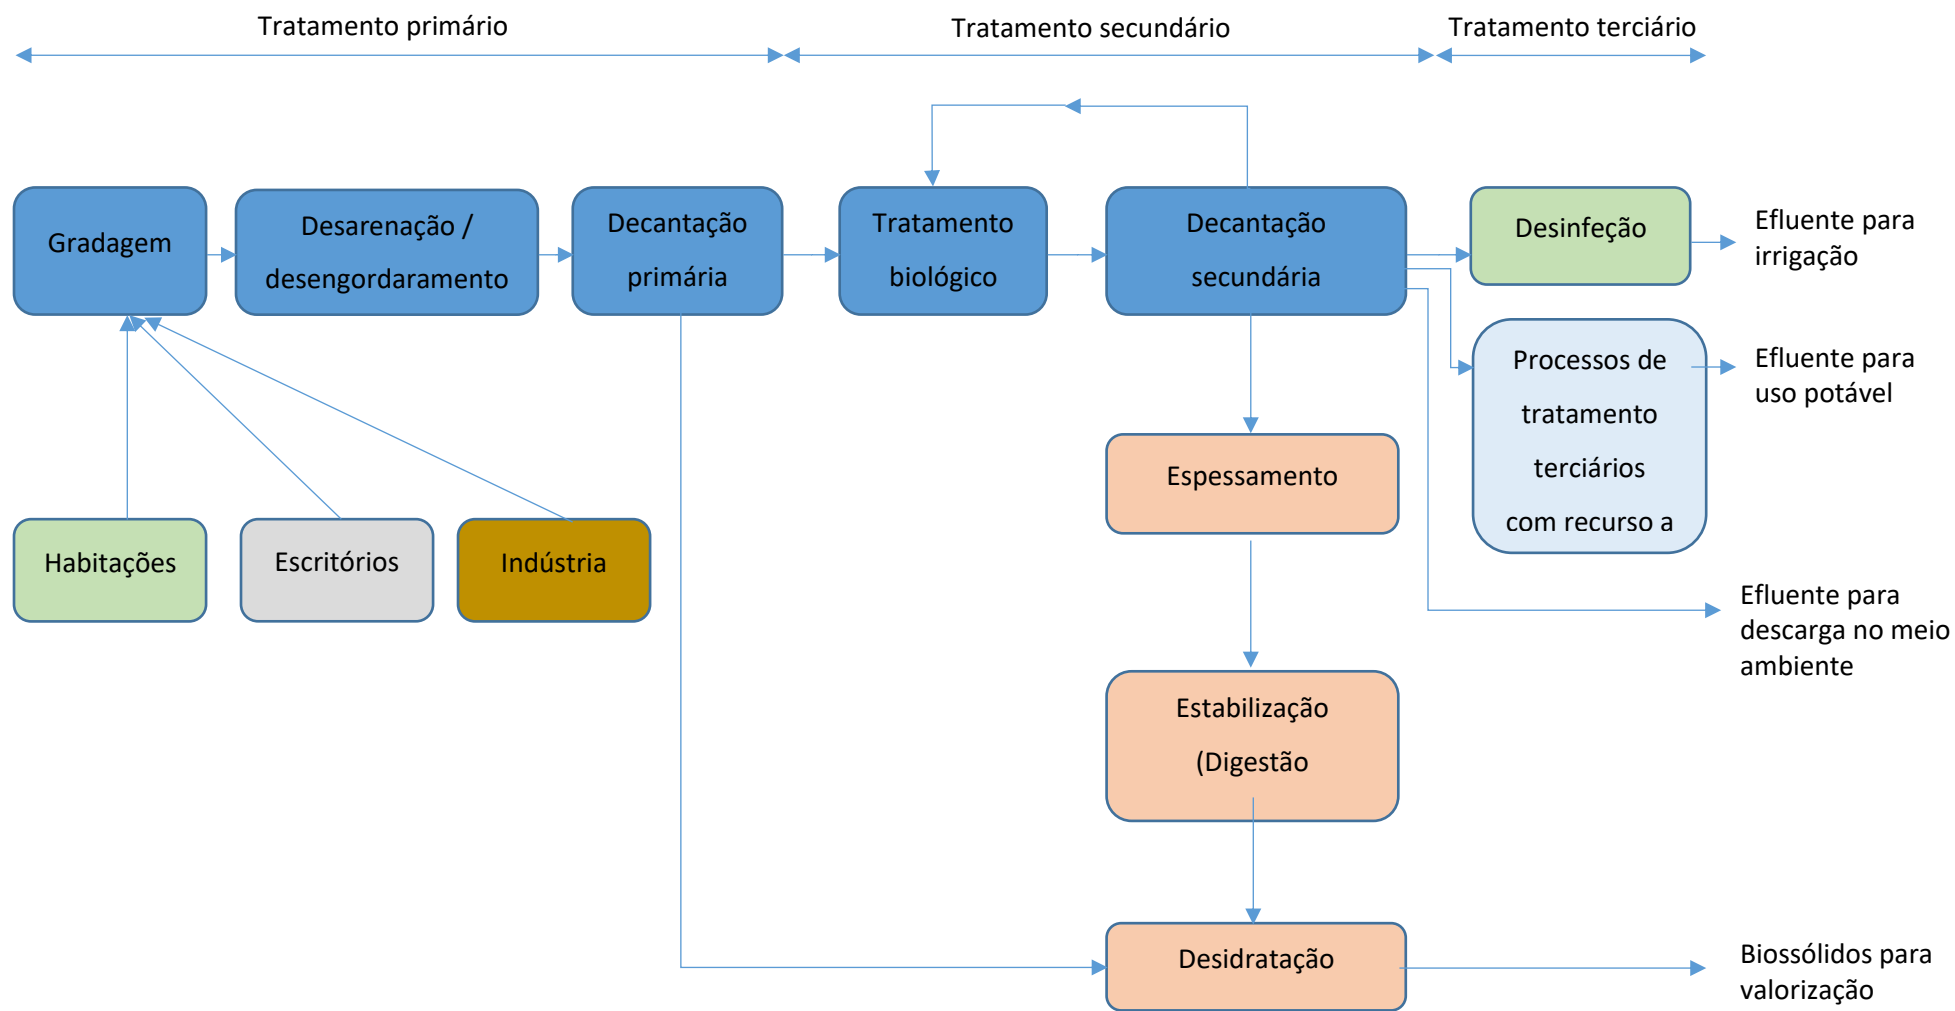 Tratamento primário
Tratamento secundário
Tratamento terciário
Gradagem
Desarenação /
desengordaramento
Decantação
primária
Tratamento
biológico
Decantação
secundária
Desinfeção
Efluente para
irrigação
Processos de
tratamento
terciários
com recurso a
Efluente para
uso potável
Espessamento
Habitações
Escritórios
Indústria
Efluente para
descarga no meio
ambiente
Estabilização
(Digestão
Desidratação
Biossólidos para
valorização